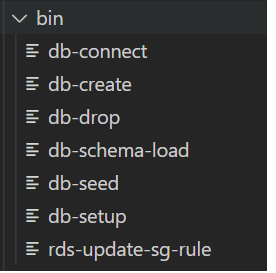 bin
db-connect
db-create
db-drop
db-schema-load
db-seed
db-setup
rds-update-sg-rule